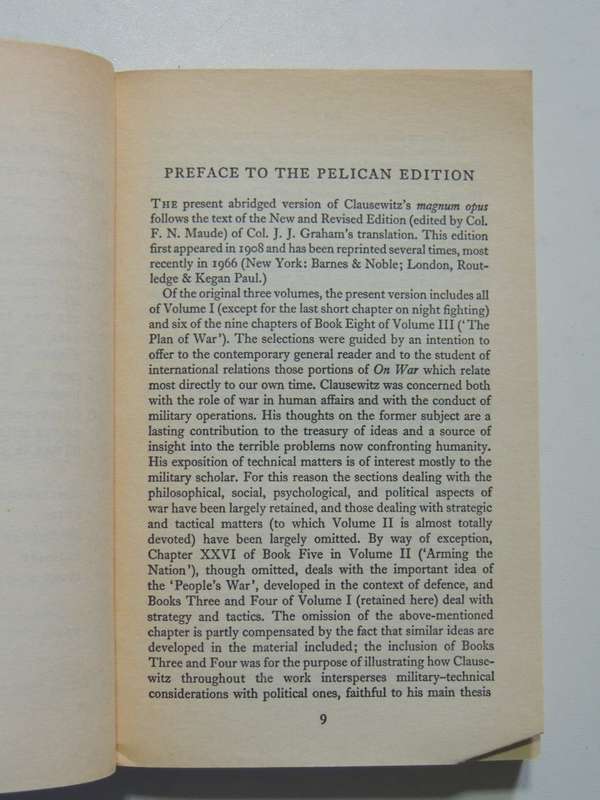 PREFACE TO THE PELICAN EDITION
THE present abridged version of Clausewitz's magnum opus
follows the text of the New and Revised Edition (edited by Col.
F. N. Maude) of Col. J. J. Graham's translation. This edition
first appeared in 1908 and has been reprinted several times, most
recently in 1966 (New York: Barnes & Noble; London, Rout-
ledge & Kegan Paul.)
Of the original three volumes, the present version includes all
of Volume I (except for the last short chapter on night fighting)
and six of the nine chapters of Book Eight of Volume III ('The
Plan of War'). The selections were guided by an intention to
offer to the contemporary general reader and to the student of
international relations those portions of On War which relate
most directly to our own time. Clausewitz was concerned both
with the role of war in human affairs and with the conduct of
military operations. His thoughts on the former subject are a
lasting contribution to the treasury of ideas and a source of
insight into the terrible problems now confronting humanity.
His exposition of technical matters is of interest mostly to the
military scholar. For this reason the sections dealing with the
philosophical, social, psychological, and political aspects of
war have been largely retained, and those dealing with strategic
and tactical matters (to which Volume II is almost totally
devoted) have been largely omitted. By way of exception,
Chapter XXVI of Book Five in Volume II ('Arming the
Nation'), though omitted, deals with the important idea of
the 'People's War', developed in the context of defence, and
Books Three and Four of Volume I (retained here) deal with
strategy and tactics. The omission of the above-mentioned
chapter is partly compensated by the fact that similar ideas are
developed in the material included; the inclusion of Books
Three and Four was for the purpose of illustrating how Clause-
witz throughout the work intersperses military–technical
considerations with political ones, faithful to his main thesis
9